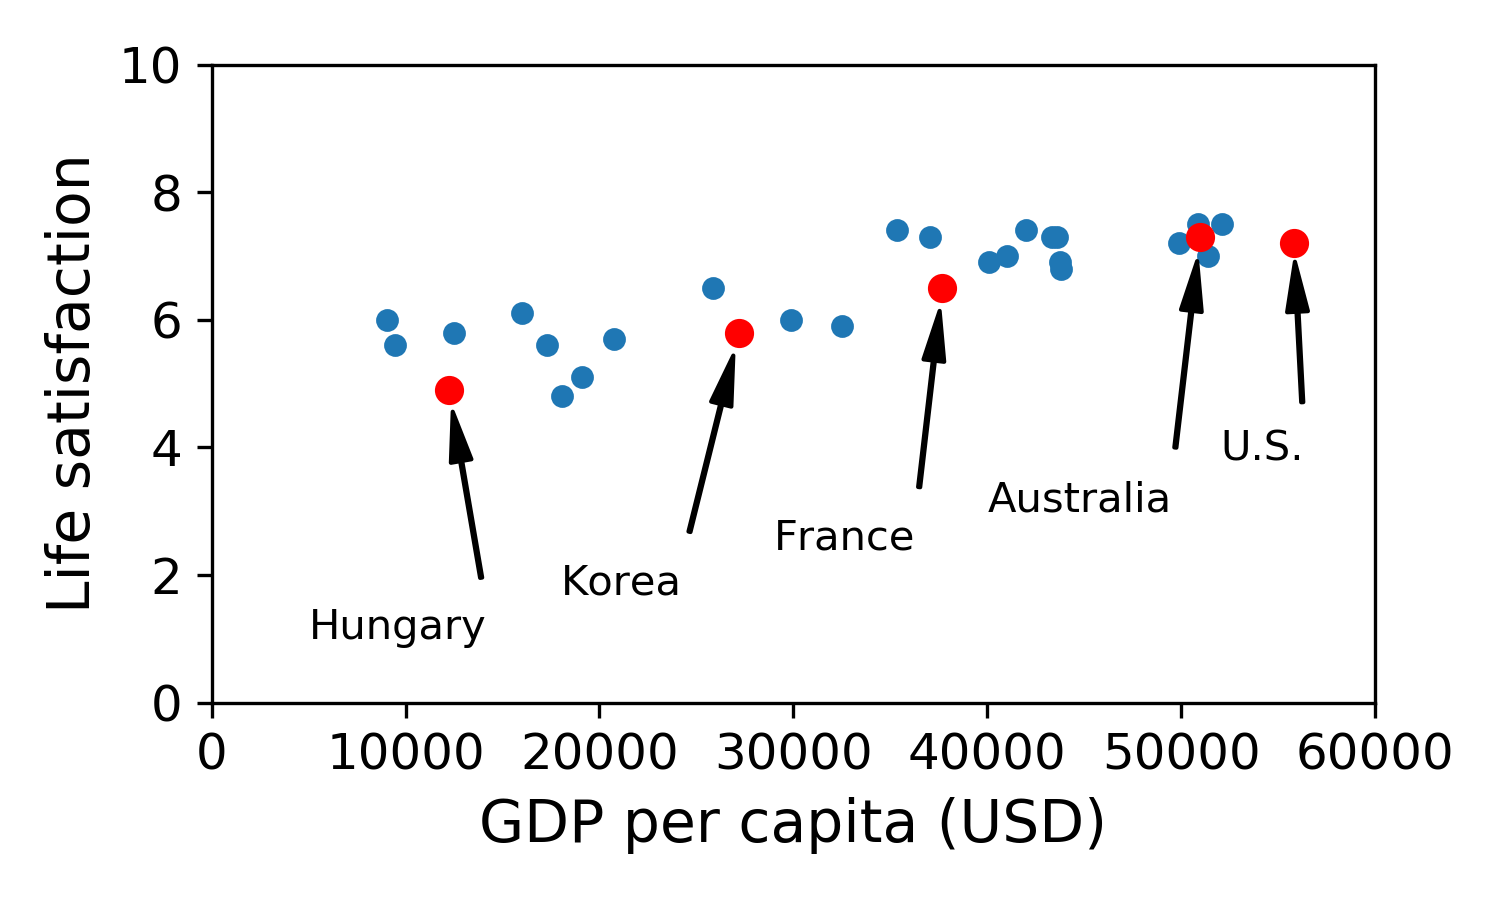 10
8
6
4
2
0
Life satisfaction
U.S.
Australia
France
Korea
Hungary
0 10000 20000 30000 40000 50000 60000
GDP per capita (USD)